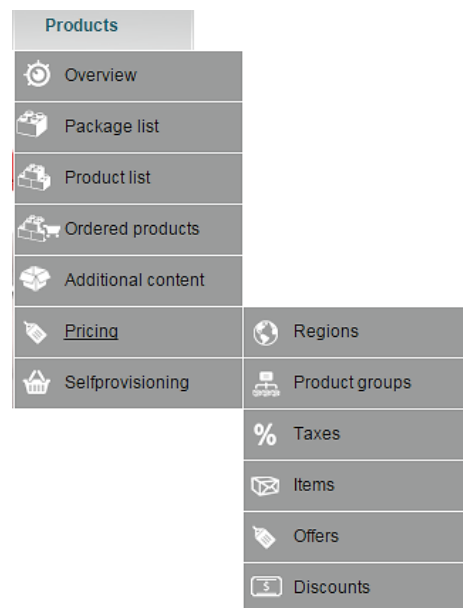 Products
Overview
Package list
Product list
Ordered products
Additional content
Pricing
Selfprovisioning
Regions
Product groups
Taxes
Items
Offers
Discounts